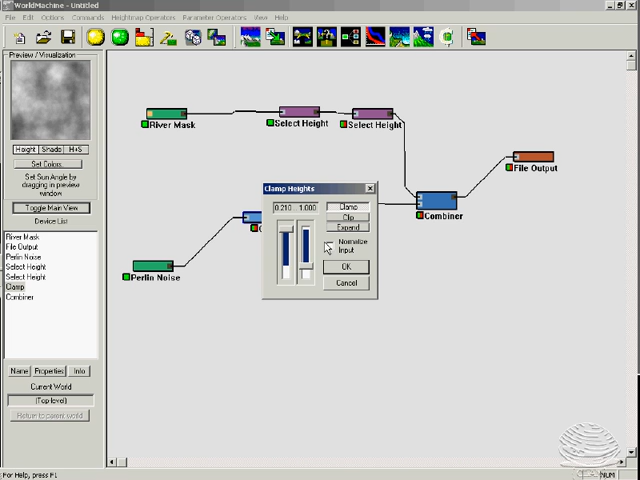 WorldMachine - Untitled
File Edit Options Commands Heightmap Operators Parameter Operators View Help
Preview / Visualization
Height Shade H+S
Set Colors..
Set Sun Angle by
dragging in preview
window
Toggle Main View
Device List
River Mask
File Output
Perlin Noise
Select Height
Select Height
Clamp
Combiner
Name Properties Info
Current World
(Top level)
Return to parent world
River Mask
Select Height
Select Height
File Output
Combiner
Perlin Noise
Clamp Heights
0.210 1.000
Clamp
Clip
Expand
Normalize
Input
OK
Cancel
For Help, press F1
NUM